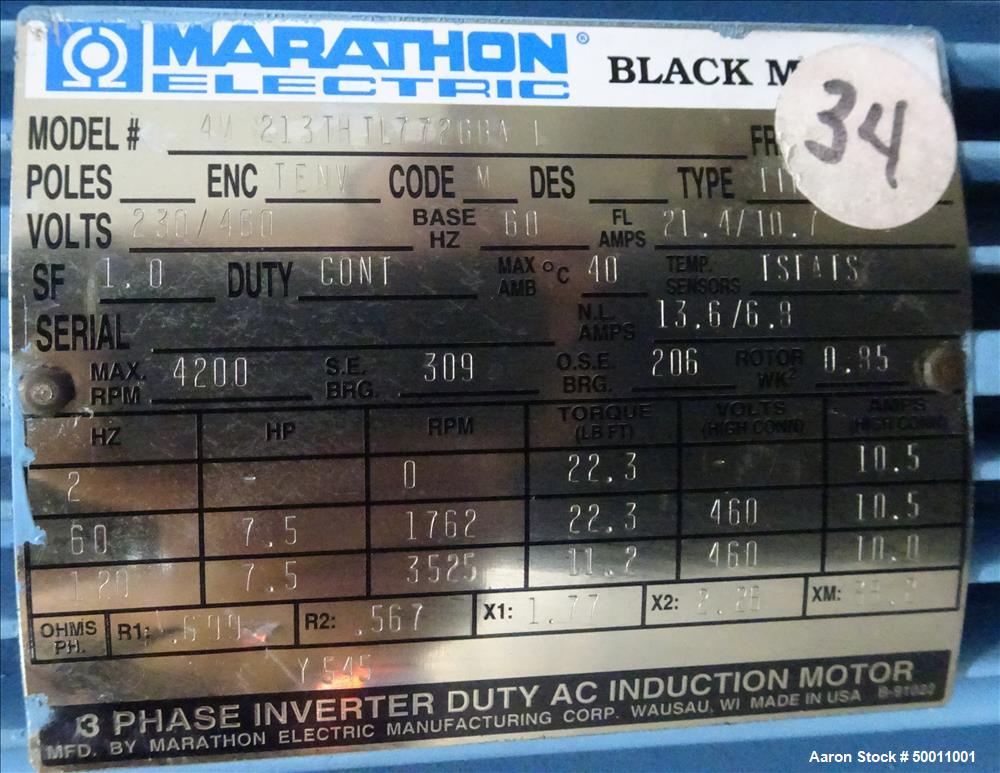 MARATHON®
ELECTRIC
BLACK
34
MODEL #
POLES ENC TENV CODE M DES TYPE
VOLTS 230/460 BASE HZ 60 FL AMPS 21.4/10.7
SF 1.0 DUTY CONT MAX AMB °C 40 TEMP. SENSORS TSTATS
SERIAL N.L. AMPS 13.6/6.8
MAX. RPM 4200 S.E. BRG. 309 O.S.E. BRG. 206 ROTOR WK² 0.85
HZ HP RPM TORQUE (LB FT) VOLTS (HIGH CONN) AMPS (HIGH CONN)
2 - 0 22.3 - 10.5
60 7.5 1762 22.3 460 10.5
120 7.5 3525 11.2 460 10.0
OHMS PH. R1: .699 R2: .567 X1: 1.77 X2: 2.26 XM:
Y 545
3 PHASE INVERTER DUTY AC INDUCTION MOTOR
MFD. BY MARATHON ELECTRIC MANUFACTURING CORP. WAUSAU, WI MADE IN USA B-91022
Aaron Stock # 50011001